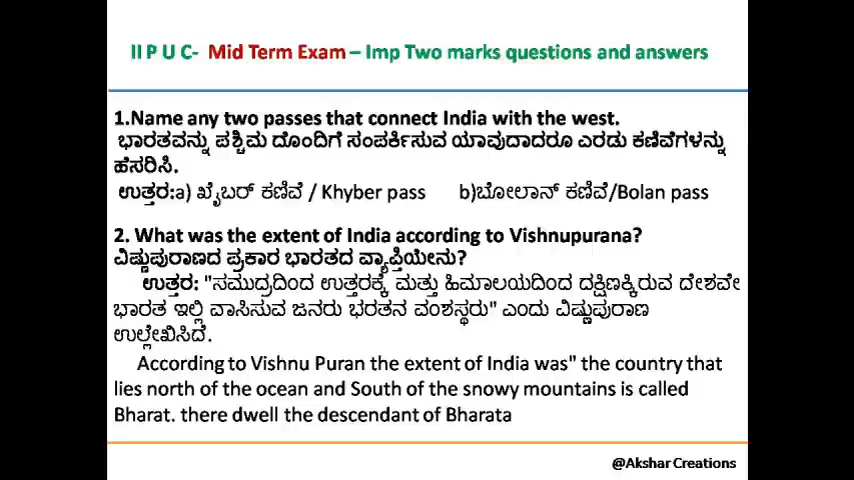 II P U C-  Mid Term Exam – Imp Two marks questions and answers
1.Name any two passes that connect India with the west.
ಭಾರತವನ್ನು ಪಶ್ಚಿಮ ದೊಂದಿಗೆ ಸಂಪರ್ಕಿಸುವ ಯಾವುದಾದರೂ ಎರಡು ಕಣಿವೆಗಳನ್ನು
ಹೆಸರಿಸಿ.
ಉತ್ತರ:a) ಖೈಬರ್ ಕಣಿವೆ / Khyber pass b)ಬೋಲಾನ್ ಕಣಿವೆ/Bolan pass
2. What was the extent of India according to Vishnupurana?
ವಿಷ್ಣುಪುರಾಣದ ಪ್ರಕಾರ ಭಾರತದ ವ್ಯಾಪ್ತಿಯೇನು?
ಉತ್ತರ: "ಸಮುದ್ರದಿಂದ ಉತ್ತರಕ್ಕೆ ಮತ್ತು ಹಿಮಾಲಯದಿಂದ ದಕ್ಷಿಣಕ್ಕಿರುವ ದೇಶವೇ
ಭಾರತ ಇಲ್ಲಿ ವಾಸಿಸುವ ಜನರು ಭರತನ ವಂಶಸ್ಥರು" ಎಂದು ವಿಷ್ಣುಪುರಾಣ
ಉಲ್ಲೇಖಿಸಿದೆ.
According to Vishnu Puran the extent of India was" the country that
lies north of the ocean and South of the snowy mountains is called
Bharat. there dwell the descendant of Bharata
@Akshar Creations